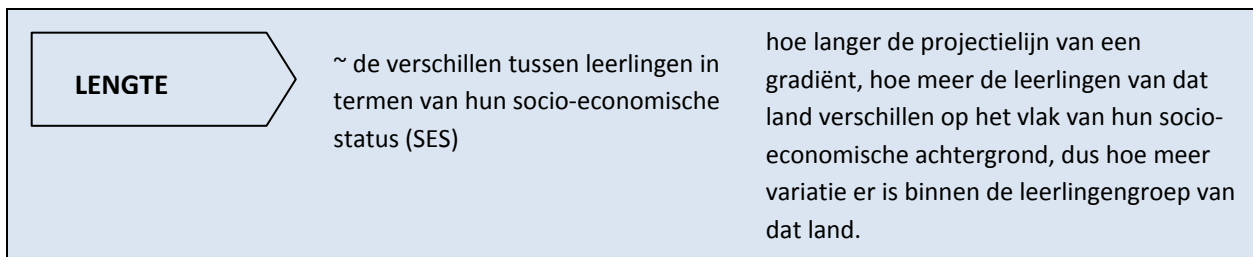 LENGTE
~ de verschillen tussen leerlingen in
termen van hun socio-economische
status (SES)
hoe langer de projectielijn van een
gradiënt, hoe meer de leerlingen van dat
land verschillen op het vlak van hun socio-
economische achtergrond, dus hoe meer
variatie er is binnen de leerlingengroep van
dat land.